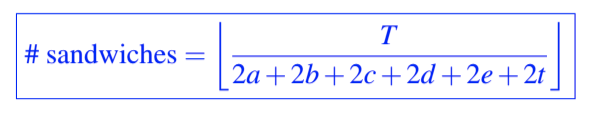 # sandwiches = ⌊ T / (2a + 2b + 2c + 2d + 2e + 2t) ⌋